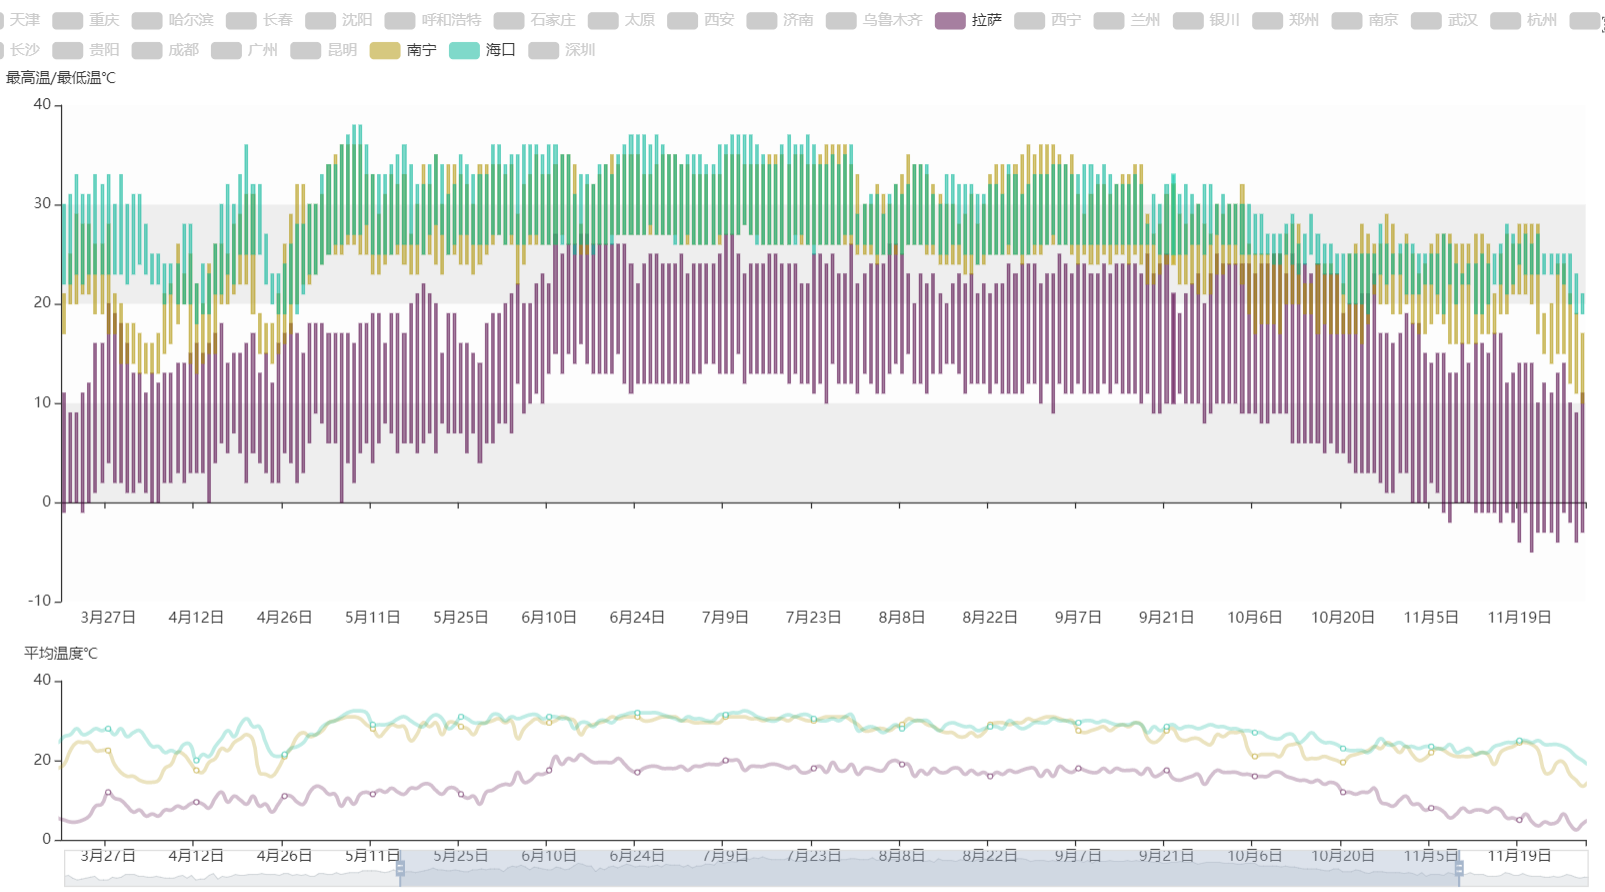 天津 重庆 哈尔滨 长春 沈阳 呼和浩特 石家庄 太原 西安 济南 乌鲁木齐 拉萨 西宁 兰州 银川 郑州 南京 武汉 杭州
长沙 贵阳 成都 广州 昆明 南宁 海口 深圳
最高温/最低温℃
40
30
20
10
0
-10
3月27日 4月12日 4月26日 5月11日 5月25日 6月10日 6月24日 7月9日 7月23日 8月8日 8月22日 9月7日 9月21日 10月6日 10月20日 11月5日 11月19日
平均温度℃
40
20
0
3月27日 4月12日 4月26日 5月11日 5月25日 6月10日 6月24日 7月9日 7月23日 8月8日 8月22日 9月7日 9月21日 10月6日 10月20日 11月5日 11月19日